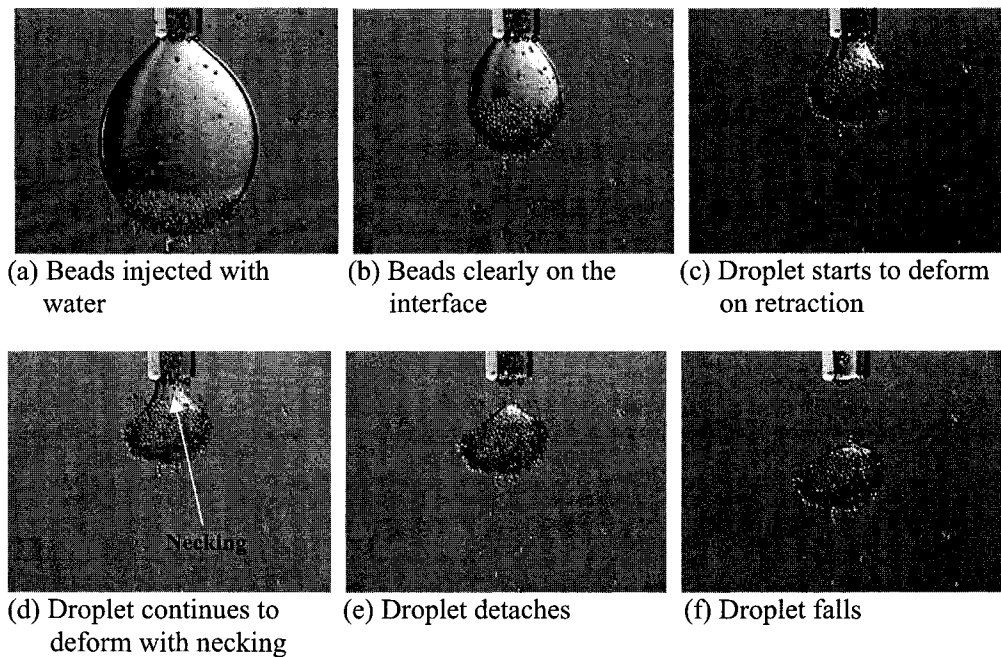 (a) Beads injected with
water
(b) Beads clearly on the
interface
(c) Droplet starts to deform
on retraction
Necking
(d) Droplet continues to
deform with necking
(e) Droplet detaches
(f) Droplet falls